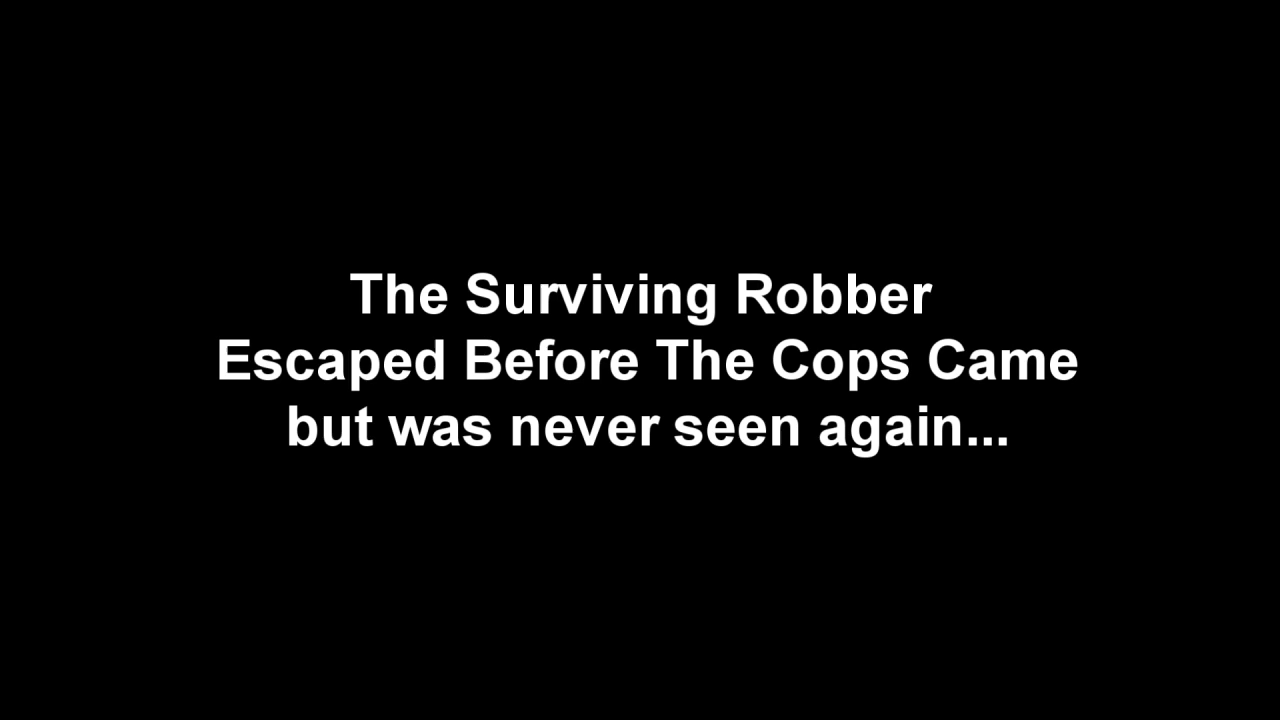 The Surviving Robber
Escaped Before The Cops Came
but was never seen again...